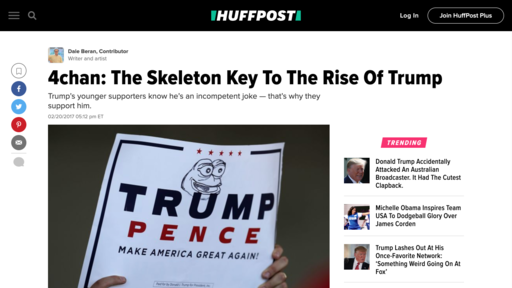 HUFFPOST
Log In
Join HuffPost Plus
Dale Beran, Contributor
Writer and artist
4chan: The Skeleton Key To The Rise Of Trump
Trump's younger supporters know he's an incompetent joke — that's why they
support him.
02/20/2017 05:12 pm ET
TRUMP
PENCE
MAKE AMERICA GREAT AGAIN!
TRENDING
Donald Trump Accidentally
Attacked An Australian
Broadcaster. It Had The Cutest
Clapback.
Michelle Obama Inspires Team
USA To Dodgeball Glory Over
James Corden
Trump Lashes Out At His
Once-Favorite Network:
'Something Weird Going On At
Fox'